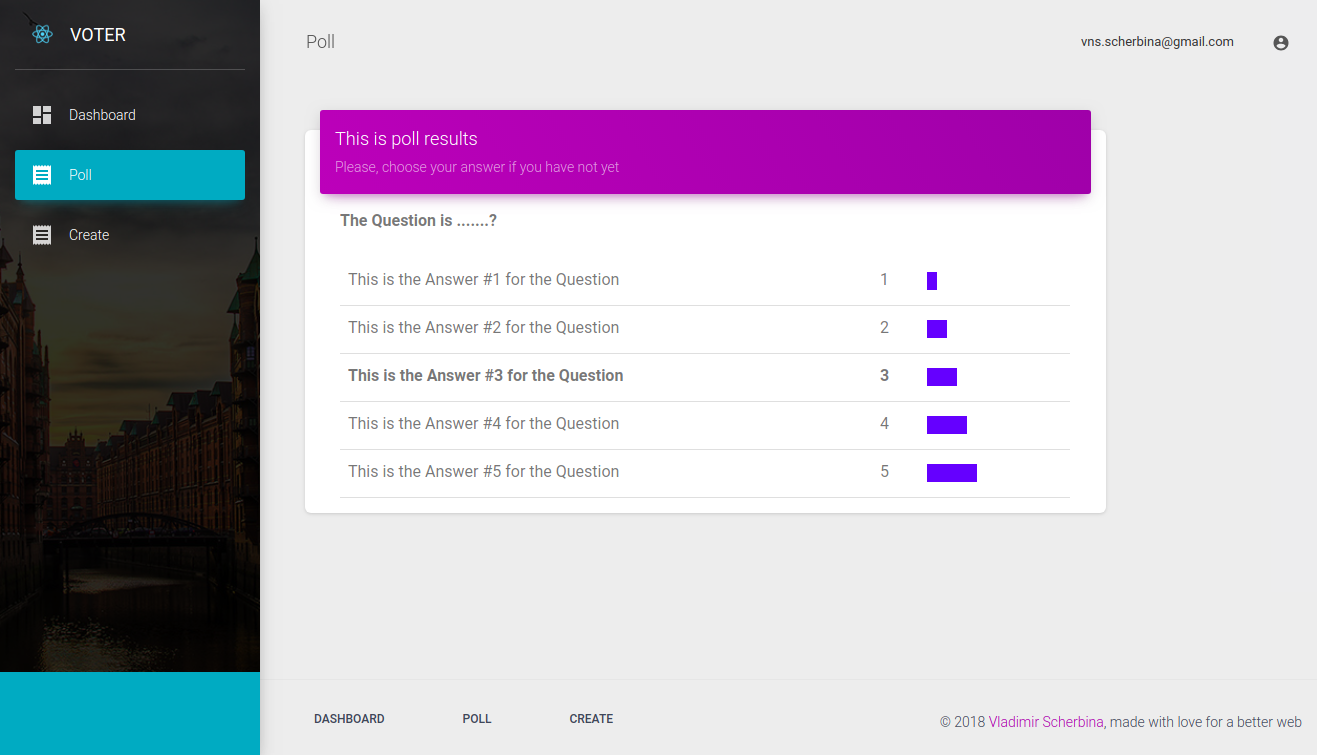 VOTER
Dashboard
Poll
Create
Poll
vns.scherbina@gmail.com
This is poll results
Please, choose your answer if you have not yet
The Question is .......?
This is the Answer #1 for the Question 1
This is the Answer #2 for the Question 2
This is the Answer #3 for the Question 3
This is the Answer #4 for the Question 4
This is the Answer #5 for the Question 5
DASHBOARD POLL CREATE
© 2018 Vladimir Scherbina, made with love for a better web